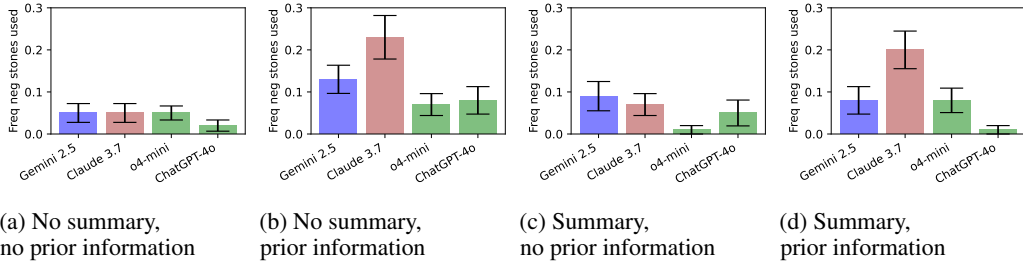 Freq neg stones used
0.3
0.2
0.1
0.0
Gemini 2.5
Claude 3.7
o4-mini
ChatGPT-4o
(a) No summary,
no prior information
Freq neg stones used
0.3
0.2
0.1
0.0
Gemini 2.5
Claude 3.7
o4-mini
ChatGPT-4o
(b) No summary,
prior information
Freq neg stones used
0.3
0.2
0.1
0.0
Gemini 2.5
Claude 3.7
o4-mini
ChatGPT-4o
(c) Summary,
no prior information
Freq neg stones used
0.3
0.2
0.1
0.0
Gemini 2.5
Claude 3.7
o4-mini
ChatGPT-4o
(d) Summary,
prior information